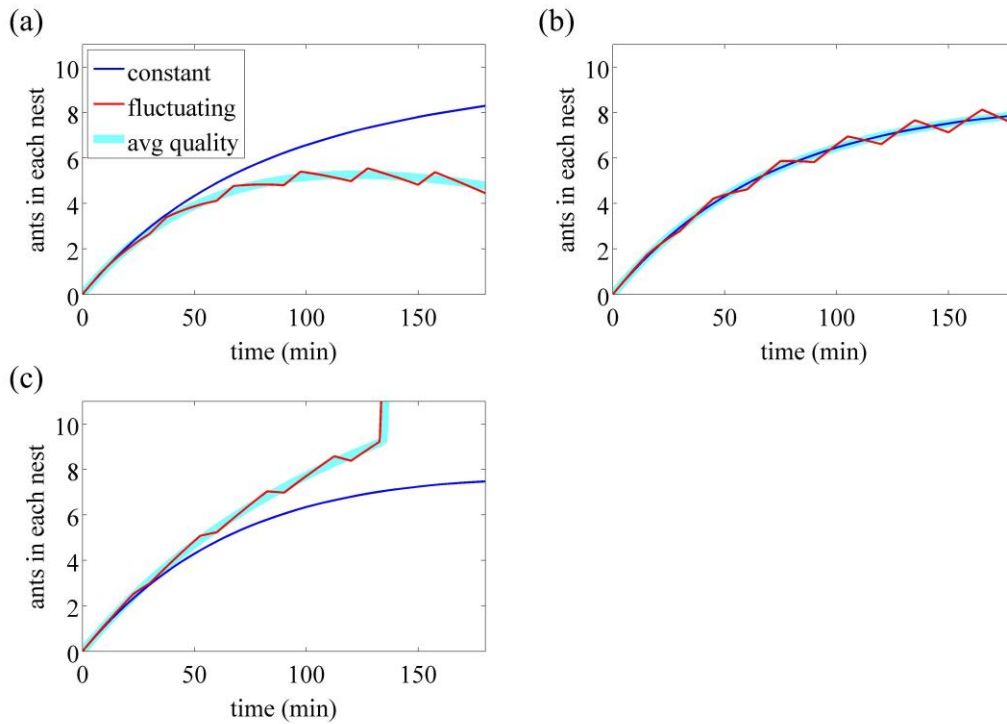 (a)
10
8
6
4
2
0
ants in each nest
constant
fluctuating
avg quality
0 50 100 150
time (min)
(b)
10
8
6
4
2
0
ants in each nest
0 50 100 150
time (min)
(c)
10
8
6
4
2
0
ants in each nest
0 50 100 150
time (min)